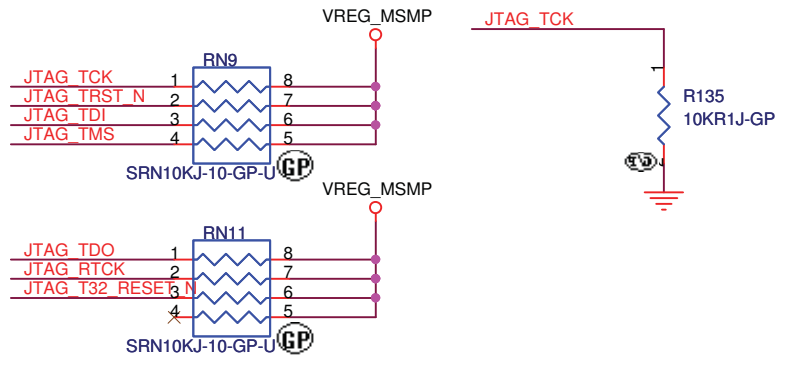 VREG_MSMP
RN9
JTAG_TCK 1 8
JTAG_TRST_N 2 7
JTAG_TDI 3 6
JTAG_TMS 4 5
SRN10KJ-10-GP-U GP
VREG_MSMP
RN11
JTAG_TDO 1 8
JTAG_RTCK 2 7
JTAG_T32_RESET_N 3 6
4 5
SRN10KJ-10-GP-U GP
JTAG_TCK
1
R135
10KR1J-GP